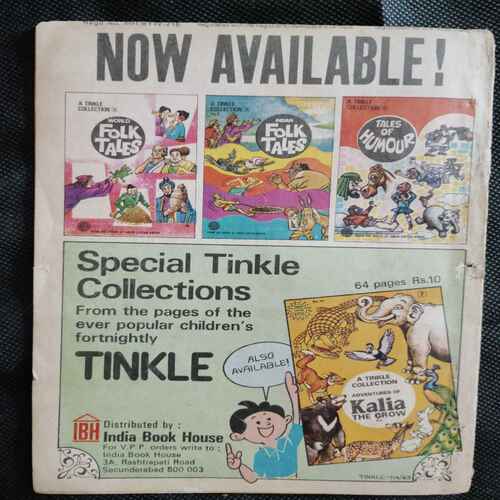 NOW AVAILABLE!
A TINKLE
COLLECTION
WORLD
FOLK
TALES
A TINKLE
COLLECTION
INDIAN
FOLK
TALES
A TINKLE
COLLECTION
TALES OF
HUMOUR
Special Tinkle
Collections
64 pages Rs.10
From the pages of the
ever popular children's
fortnightly
TINKLE
ALSO
AVAILABLE!
A TINKLE
COLLECTION
ADVENTURES OF
Kalia
THE CROW
IBH
Distributed by :
India Book House
For V.P.P. orders write to :
India Book House
3A, Rashtrapati Road
Secunderabad 500 003